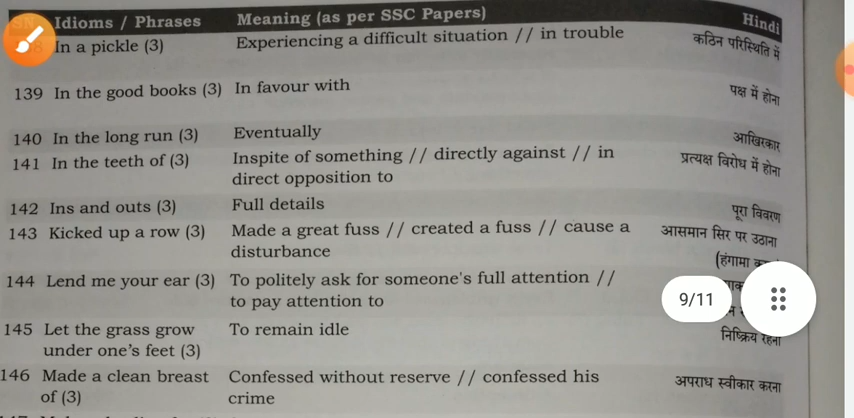 Idioms / Phrases Meaning (as per SSC Papers) Hindi
In a pickle (3) Experiencing a difficult situation // in trouble कठिन परिस्थिति में
139 In the good books (3) In favour with पक्ष में होना
140 In the long run (3) Eventually आखिरकार
141 In the teeth of (3) Inspite of something // directly against // in प्रत्यक्ष विरोध में होना
direct opposition to
142 Ins and outs (3) Full details पूरा विवरण
143 Kicked up a row (3) Made a great fuss // created a fuss // cause a आसमान सिर पर उठाना
disturbance (हंगामा
144 Lend me your ear (3) To politely ask for someone's full attention //
to pay attention to
9/11
145 Let the grass grow To remain idle निष्क्रिय रहना
under one's feet (3)
146 Made a clean breast Confessed without reserve // confessed his अपराध स्वीकार करना
of (3) crime